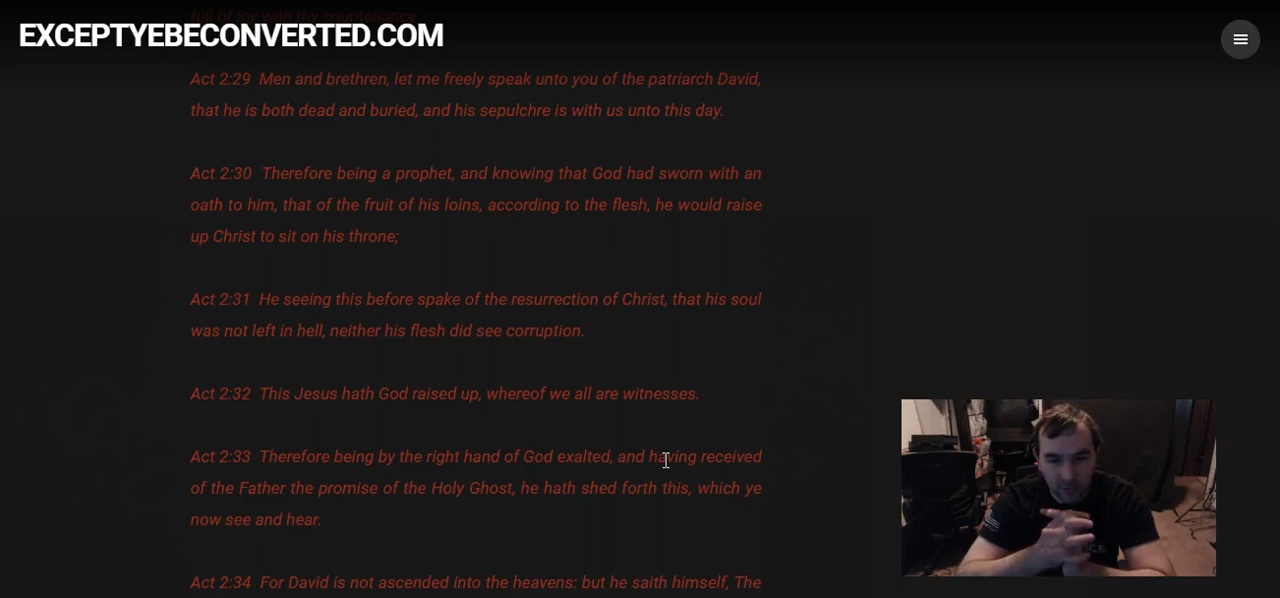 full of joy with thy countenance.
EXCEPTYEBECONVERTED.COM
Act 2:29 Men and brethren, let me freely speak unto you of the patriarch David,
that he is both dead and buried, and his sepulchre is with us unto this day.
Act 2:30 Therefore being a prophet, and knowing that God had sworn with an
oath to him, that of the fruit of his loins, according to the flesh, he would raise
up Christ to sit on his throne;
Act 2:31 He seeing this before spake of the resurrection of Christ, that his soul
was not left in hell, neither his flesh did see corruption.
Act 2:32 This Jesus hath God raised up, whereof we all are witnesses.
Act 2:33 Therefore being by the right hand of God exalted, and having received
of the Father the promise of the Holy Ghost, he hath shed forth this, which ye
now see and hear.
Act 2:34 For David is not ascended into the heavens: but he saith himself, The